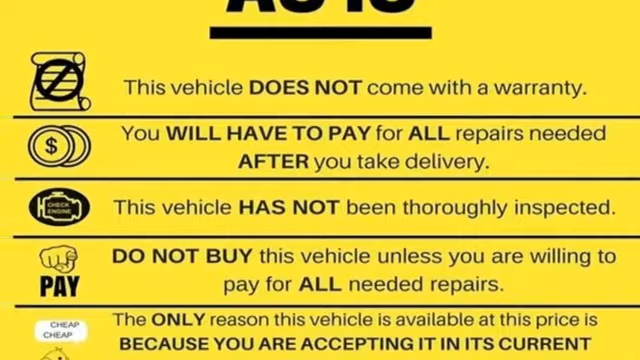 AS IS
This vehicle DOES NOT come with a warranty.
You WILL HAVE TO PAY for ALL repairs needed
AFTER you take delivery.
CHECK
ENGINE
This vehicle HAS NOT been thoroughly inspected.
DO NOT BUY this vehicle unless you are willing to
pay for ALL needed repairs.
PAY
CHEAP
CHEAP
The ONLY reason this vehicle is available at this price is
BECAUSE YOU ARE ACCEPTING IT IN ITS CURRENT